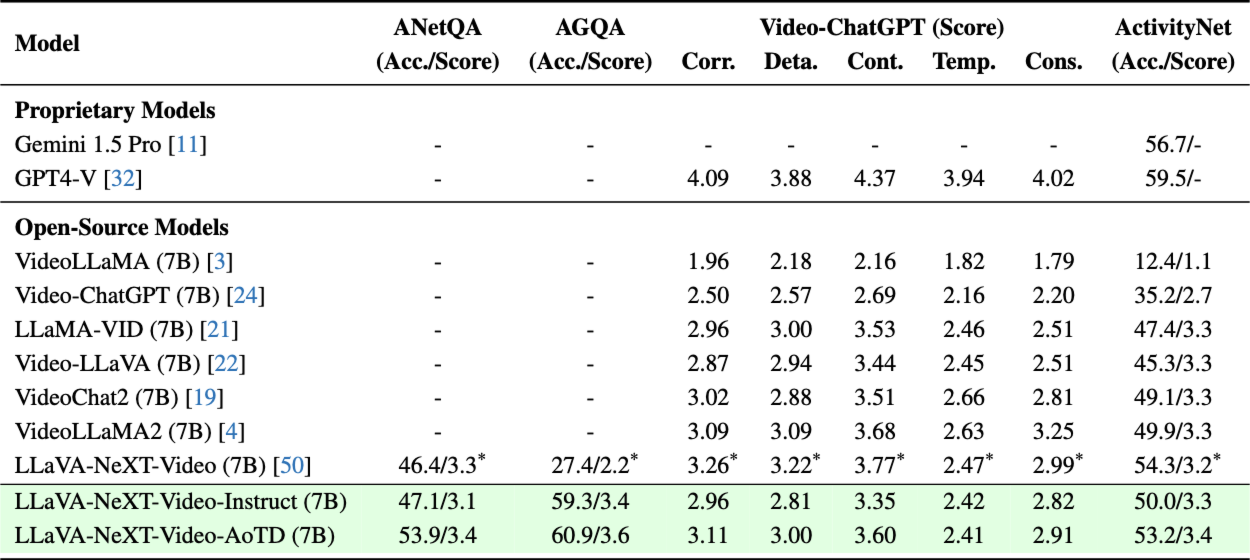 Model ANetQA AGQA Video-ChatGPT (Score) ActivityNet
(Acc./Score) (Acc./Score) Corr. Deta. Cont. Temp. Cons. (Acc./Score)
Proprietary Models
Gemini 1.5 Pro [11] - - - - - - - 56.7/-
GPT4-V [32] - - 4.09 3.88 4.37 3.94 4.02 59.5/-
Open-Source Models
VideoLLaMA (7B) [3] - - 1.96 2.18 2.16 1.82 1.79 12.4/1.1
Video-ChatGPT (7B) [24] - - 2.50 2.57 2.69 2.16 2.20 35.2/2.7
LLaMA-VID (7B) [21] - - 2.96 3.00 3.53 2.46 2.51 47.4/3.3
Video-LLaVA (7B) [22] - - 2.87 2.94 3.44 2.45 2.51 45.3/3.3
VideoChat2 (7B) [19] - - 3.02 2.88 3.51 2.66 2.81 49.1/3.3
VideoLLaMA2 (7B) [4] - - 3.09 3.09 3.68 2.63 3.25 49.9/3.3
LLaVA-NeXT-Video (7B) [50] 46.4/3.3* 27.4/2.2* 3.26* 3.22* 3.77* 2.47* 2.99* 54.3/3.2*
LLaVA-NeXT-Video-Instruct (7B) 47.1/3.1 59.3/3.4 2.96 2.81 3.35 2.42 2.82 50.0/3.3
LLaVA-NeXT-Video-AoTD (7B) 53.9/3.4 60.9/3.6 3.11 3.00 3.60 2.41 2.91 53.2/3.4